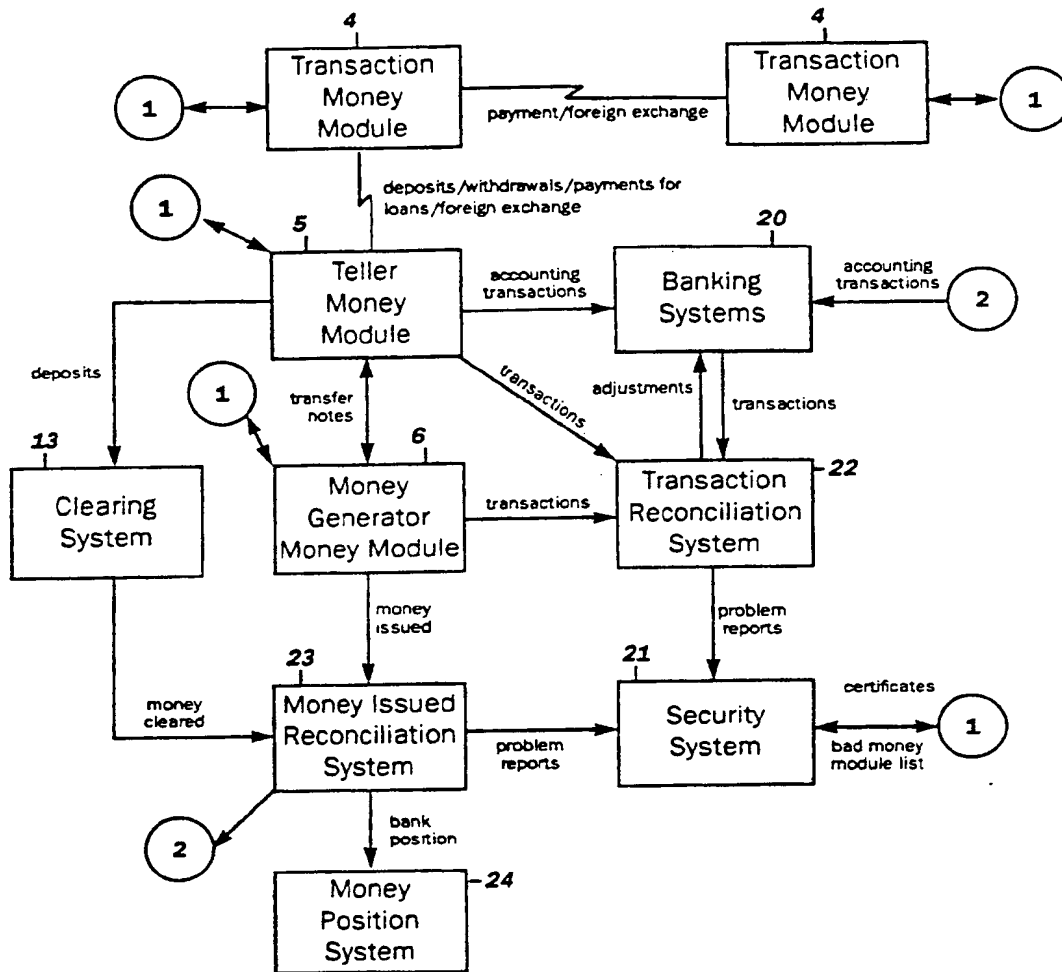 4
4
Transaction
Money
Module
Transaction
Money
Module
1
1
payment/foreign exchange
deposits/withdrawals/payments for
loans/foreign exchange
1
5
20
Teller
Money
Module
accounting
transactions
Banking
Systems
accounting
transactions
2
deposits
1
transfer
notes
transactions
adjustments
transactions
13
6
22
Clearing
System
Money
Generator
Money Module
transactions
Transaction
Reconciliation
System
money
issued
problem
reports
23
21
money
cleared
Money Issued
Reconciliation
System
problem
reports
Security
System
certificates
bad money
module list
1
2
bank
position
24
Money
Position
System